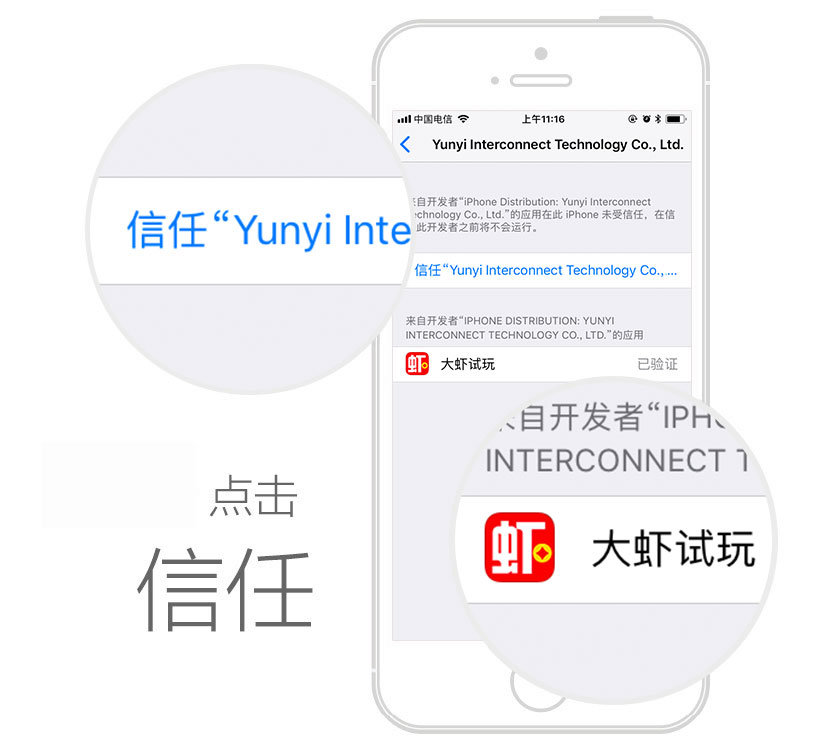 中国电信 上午11:16
Yunyi Interconnect Technology Co., Ltd.
来自开发者“iPhone Distribution: Yunyi Interconnect
Technology Co., Ltd.”的应用在此 iPhone 未受信任，在信
此开发者之前将不会运行。
信任“Yunyi Interconnect Technology Co.,...
来自开发者“IPHONE DISTRIBUTION: YUNYI
INTERCONNECT TECHNOLOGY CO., LTD.”的应用
虾 大虾试玩 已验证
信任“Yunyi Inte
来自开发者“IPHO
INTERCONNECT T
虾 大虾试玩
点击
信任